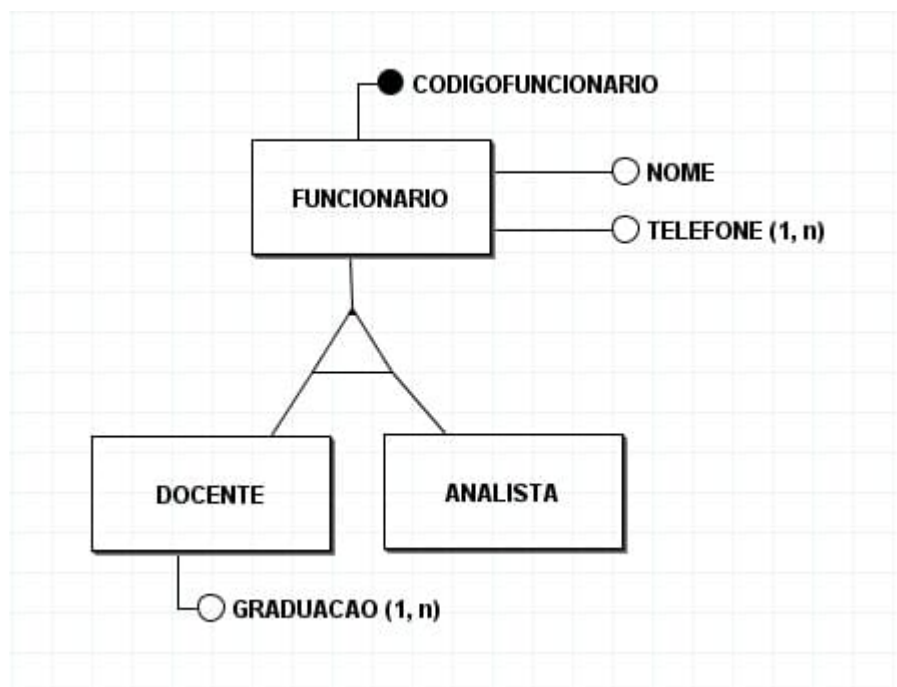 CODIGOFUNCIONARIO
FUNCIONARIO
NOME
TELEFONE (1, n)
DOCENTE
ANALISTA
GRADUACAO (1, n)